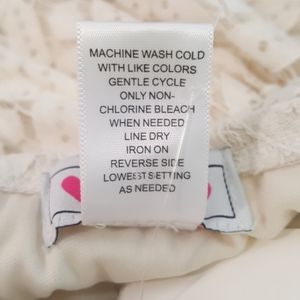 MACHINE WASH COLD
WITH LIKE COLORS
GENTLE CYCLE
ONLY NON-
CHLORINE BLEACH
WHEN NEEDED
LINE DRY
IRON ON
REVERSE SIDE
LOWEST SETTING
AS NEEDED